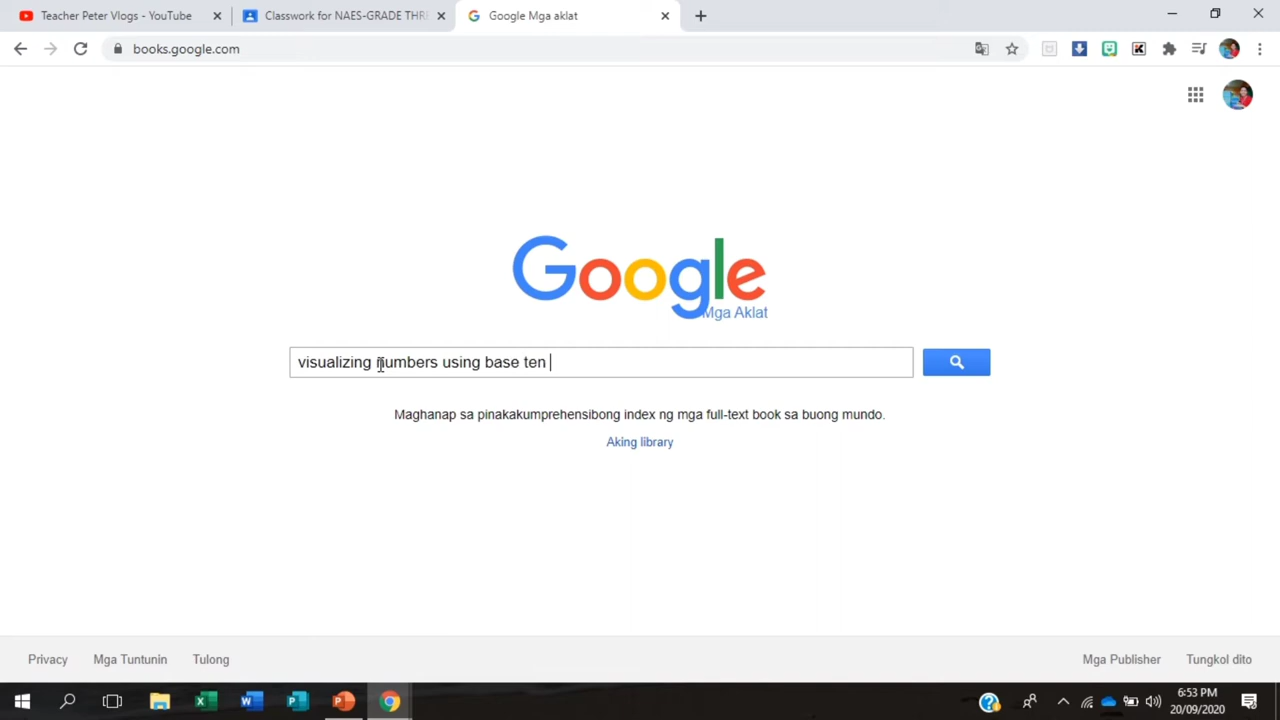 Teacher Peter Vlogs - YouTube
Classwork for NAES-GRADE THRE
Google Mga aklat
books.google.com
Google
Mga Aklat
visualizing numbers using base ten
Maghanap sa pinakakumprehensibong index ng mga full-text book sa buong mundo.
Aking library
Privacy
Mga Tuntunin
Tulong
Mga Publisher
Tungkol dito
6:53 PM
20/09/2020